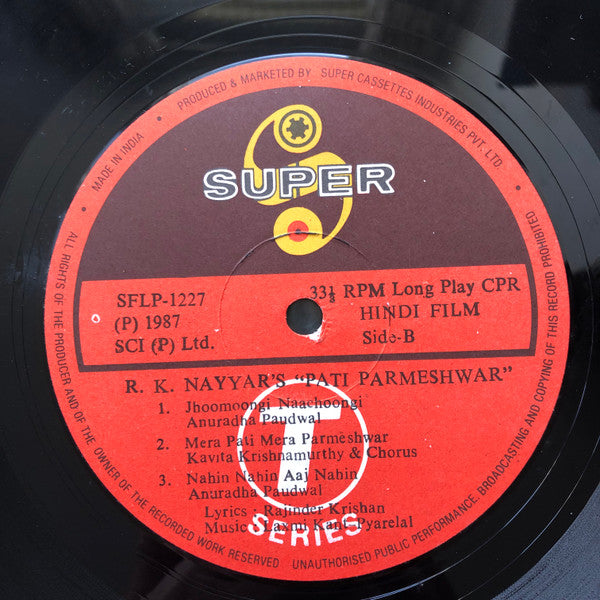 MADE IN INDIA • PRODUCED & MARKETED BY SUPER CASSETTES INDUSTRIES PVT. LTD.
SUPER
SFLP-1227
(P) 1987
SCI (P) Ltd.
33⅓ RPM Long Play CPR
HINDI FILM
Side-B
R. K. NAYYAR'S "PATI PARMESHWAR"
1. Jhoomoongi Naachoongi
Anuradha Paudwal
2. Mera Pati Mera Parmeshwar
Kavita Krishnamurthy & Chorus
3. Nahin Nahin Aaj Nahin
Anuradha Paudwal
Lyrics : Rajinder Krishan
Music : Laxmi Kant Pyarelal
T
SERIES
ALL RIGHTS OF THE PRODUCER AND OF THE OWNER OF THE RECORDED WORK RESERVED UNAUTHORISED PUBLIC PERFORMANCE, BROADCASTING AND COPYING OF THIS RECORD PROHIBITED